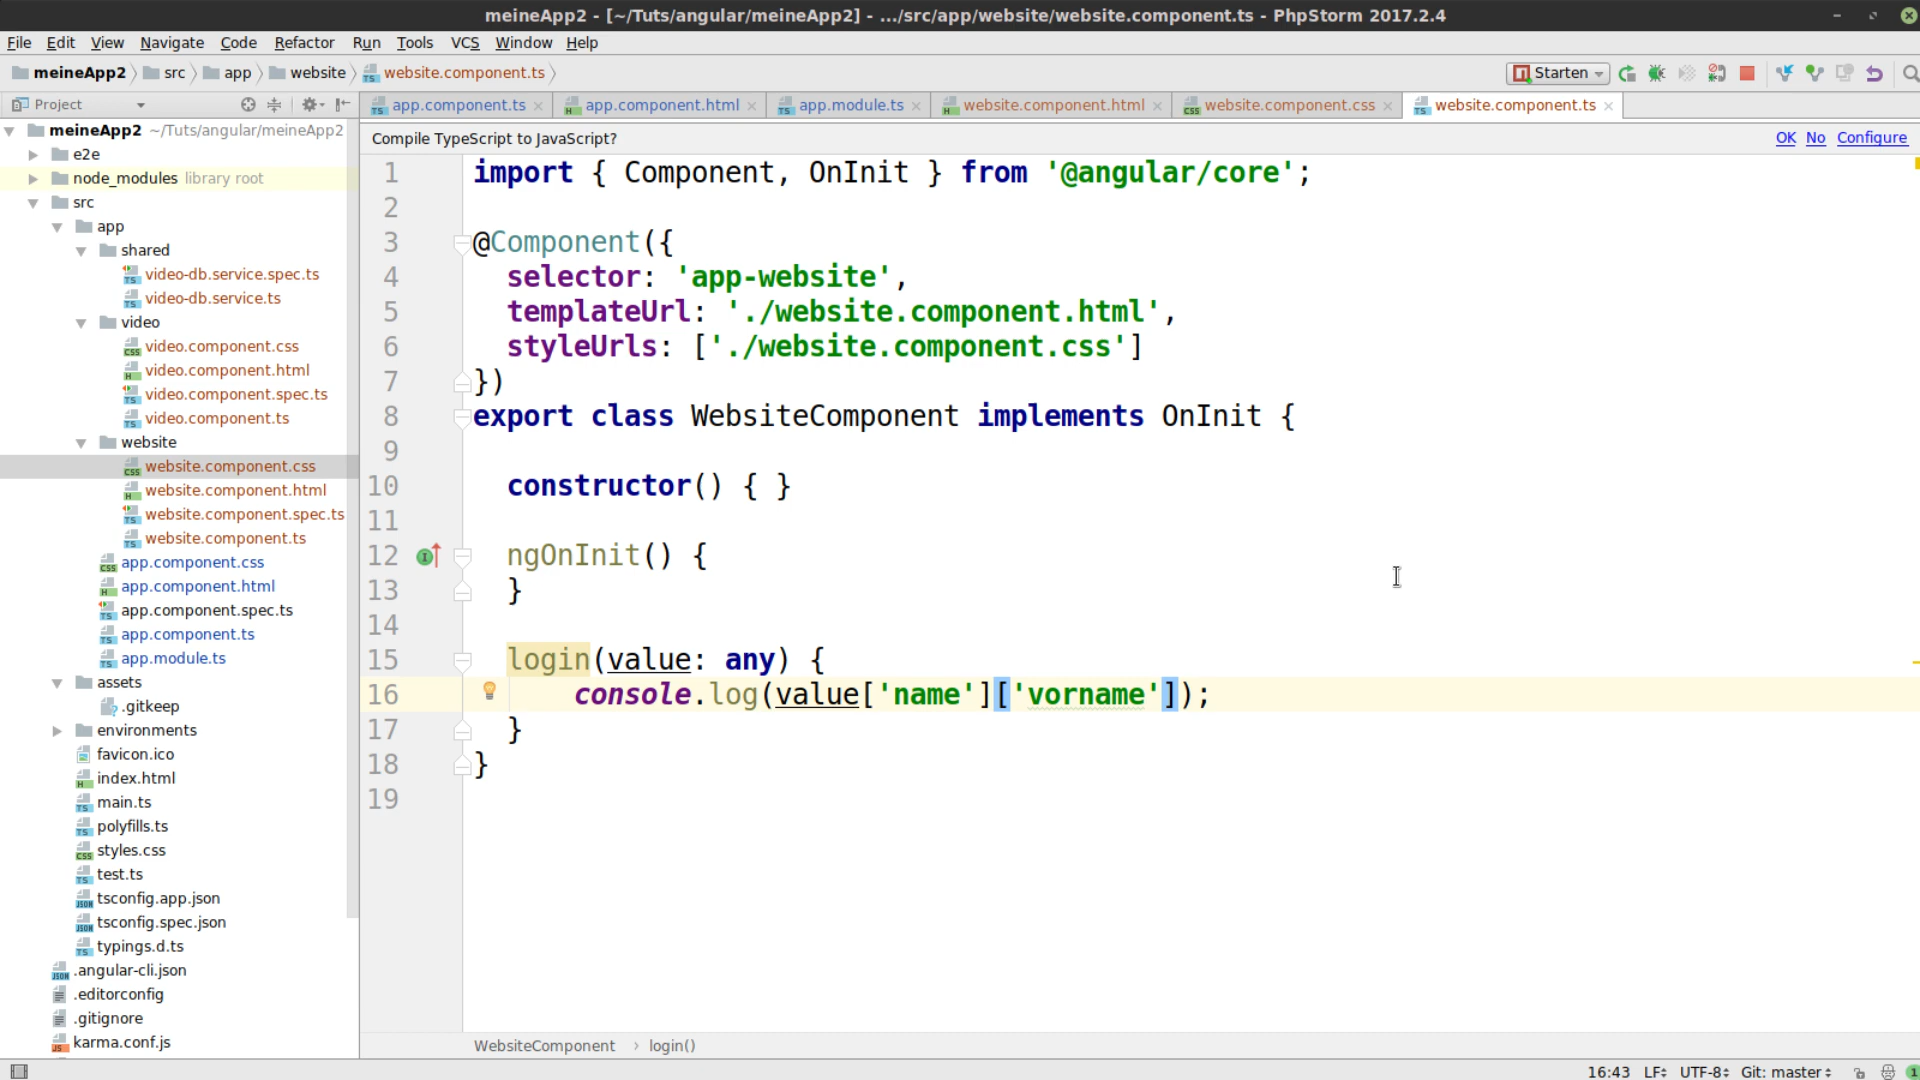 meineApp2 - [~/Tuts/angular/meineApp2] - .../src/app/website/website.component.ts - PhpStorm 2017.2.4
File Edit View Navigate Code Refactor Run Tools VCS Window Help
meineApp2 src app website website.component.ts Starten
Project
app.component.ts app.component.html app.module.ts website.component.html website.component.css website.component.ts
Compile TypeScript to JavaScript? OK No Configure
meineApp2 ~/Tuts/angular/meineApp2
e2e
node_modules library root
src
app
shared
video-db.service.spec.ts
video-db.service.ts
video
video.component.css
video.component.html
video.component.spec.ts
video.component.ts
website
website.component.css
website.component.html
website.component.spec.ts
website.component.ts
app.component.css
app.component.html
app.component.spec.ts
app.component.ts
app.module.ts
assets
.gitkeep
environments
favicon.ico
index.html
main.ts
polyfills.ts
styles.css
test.ts
tsconfig.app.json
tsconfig.spec.json
typings.d.ts
.angular-cli.json
.editorconfig
.gitignore
karma.conf.js
1 import { Component, OnInit } from '@angular/core';
2
3 @Component({
4 selector: 'app-website',
5 templateUrl: './website.component.html',
6 styleUrls: ['./website.component.css']
7 })
8 export class WebsiteComponent implements OnInit {
9
10 constructor() { }
11
12 ngOnInit() {
13 }
14
15 login(value: any) {
16 console.log(value['name']['vorname']);
17 }
18 }
19
WebsiteComponent › login()
16:43 LF UTF-8 Git: master 1